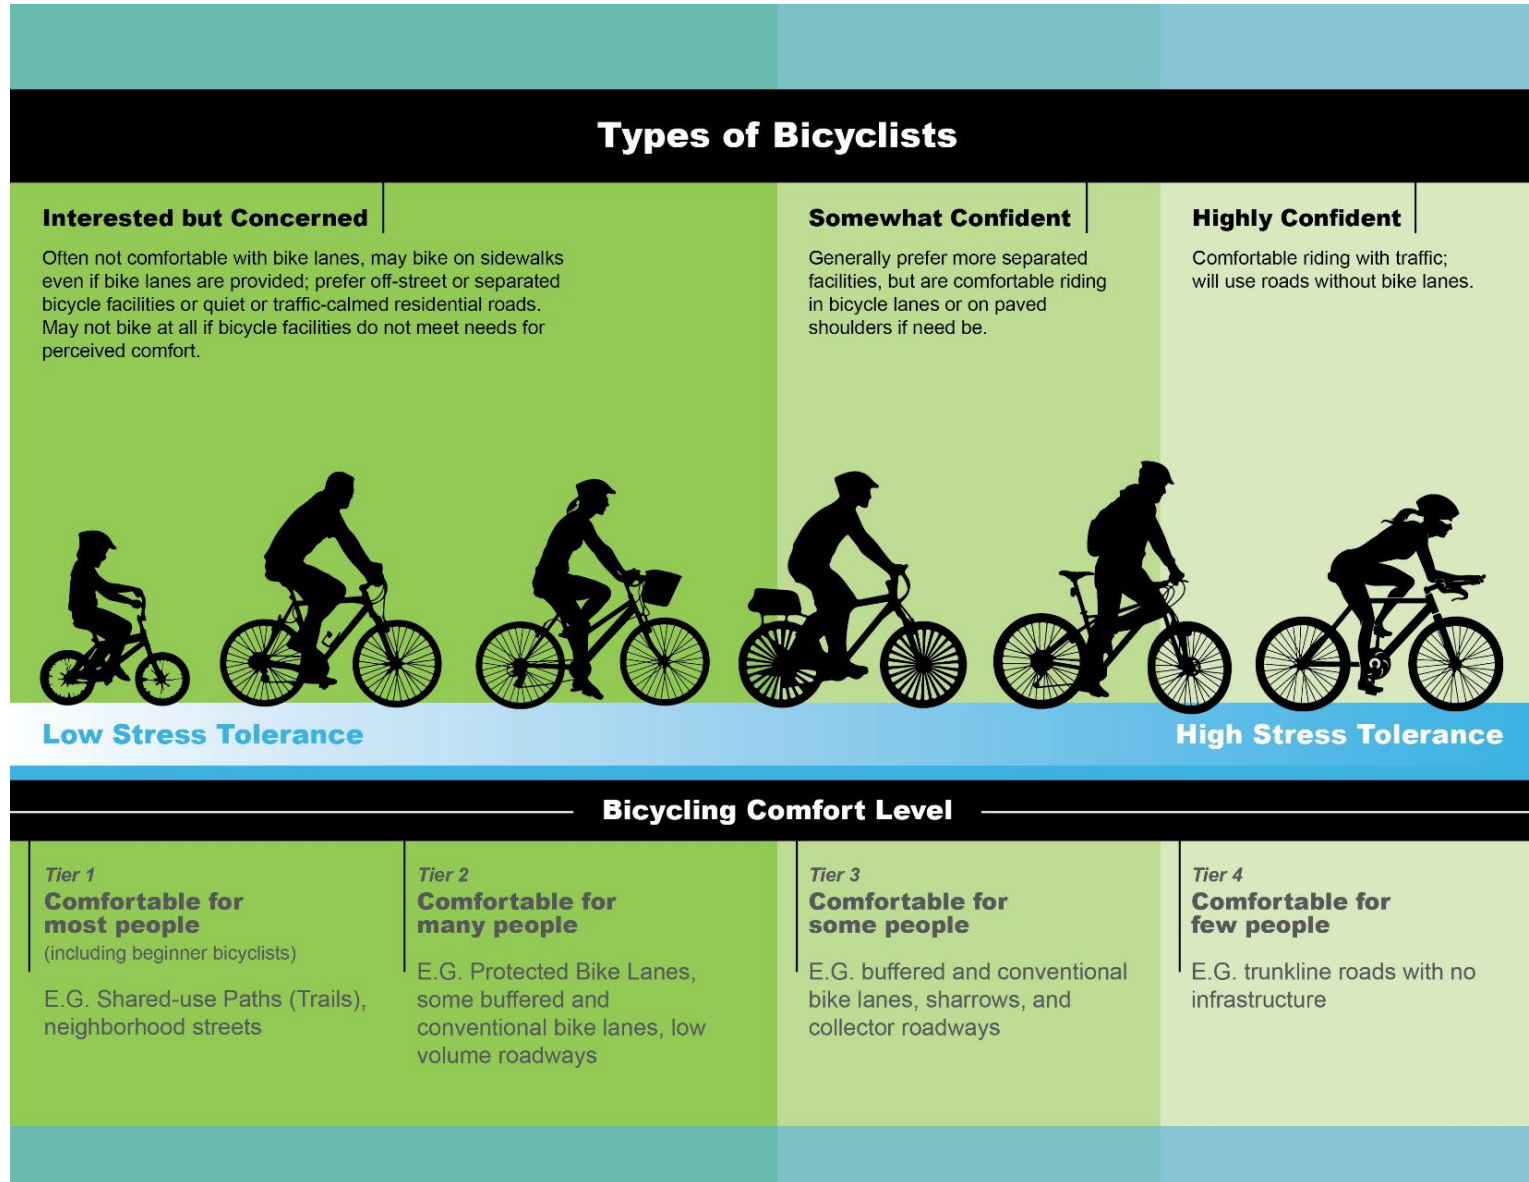 Types of Bicyclists
Interested but Concerned
Often not comfortable with bike lanes, may bike on sidewalks
even if bike lanes are provided; prefer off-street or separated
bicycle facilities or quiet or traffic-calmed residential roads.
May not bike at all if bicycle facilities do not meet needs for
perceived comfort.
Somewhat Confident
Generally prefer more separated
facilities, but are comfortable riding
in bicycle lanes or on paved
shoulders if need be.
Highly Confident
Comfortable riding with traffic;
will use roads without bike lanes.
Low Stress Tolerance
High Stress Tolerance
Bicycling Comfort Level
Tier 1
Comfortable for
most people
(including beginner bicyclists)
E.G. Shared-use Paths (Trails),
neighborhood streets
Tier 2
Comfortable for
many people
E.G. Protected Bike Lanes,
some buffered and
conventional bike lanes, low
volume roadways
Tier 3
Comfortable for
some people
E.G. buffered and conventional
bike lanes, sharrows, and
collector roadways
Tier 4
Comfortable for
few people
E.G. trunkline roads with no
infrastructure